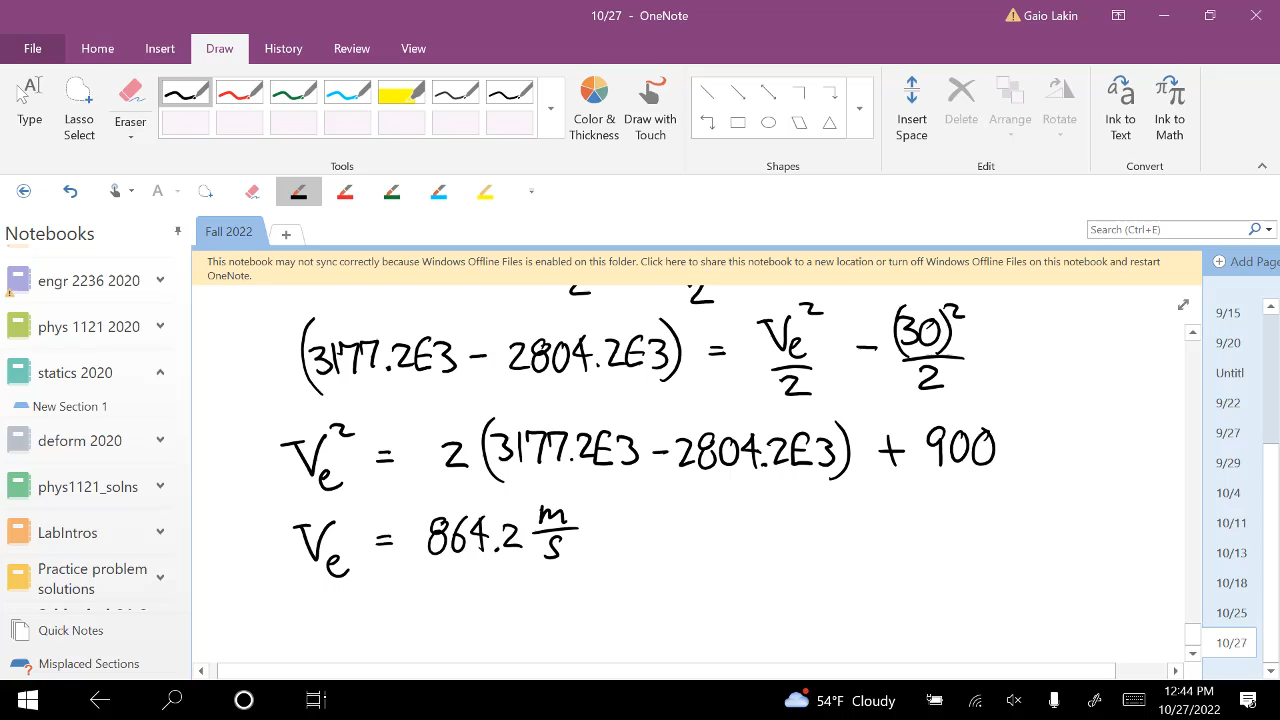 10/27 - OneNote
Gaio Lakin
File Home Insert Draw History Review View
Type
Lasso Select
Eraser
Color & Thickness
Draw with Touch
Insert Space
Delete
Arrange
Rotate
Ink to Text
Ink to Math
Tools
Shapes
Edit
Convert
Notebooks
Fall 2022
Search (Ctrl+E)
This notebook may not sync correctly because Windows Offline Files is enabled on this folder. Click here to share this notebook to a new location or turn off Windows Offline Files on this notebook and restart
OneNote.
Add Page
engr 2236 2020
phys 1121 2020
statics 2020
New Section 1
deform 2020
phys1121_solns
LabIntros
Practice problem
solutions
Quick Notes
Misplaced Sections
2 2
(3177.2E3 - 2804.2E3) = Ve²/2 - (30)²/2
Ve² = 2 (3177.2E3 - 2804.2E3) + 900
Ve = 864.2 m/s
9/15
9/20
Untitl
9/22
9/27
9/29
10/4
10/11
10/13
10/18
10/25
10/27
54°F Cloudy
12:44 PM
10/27/2022